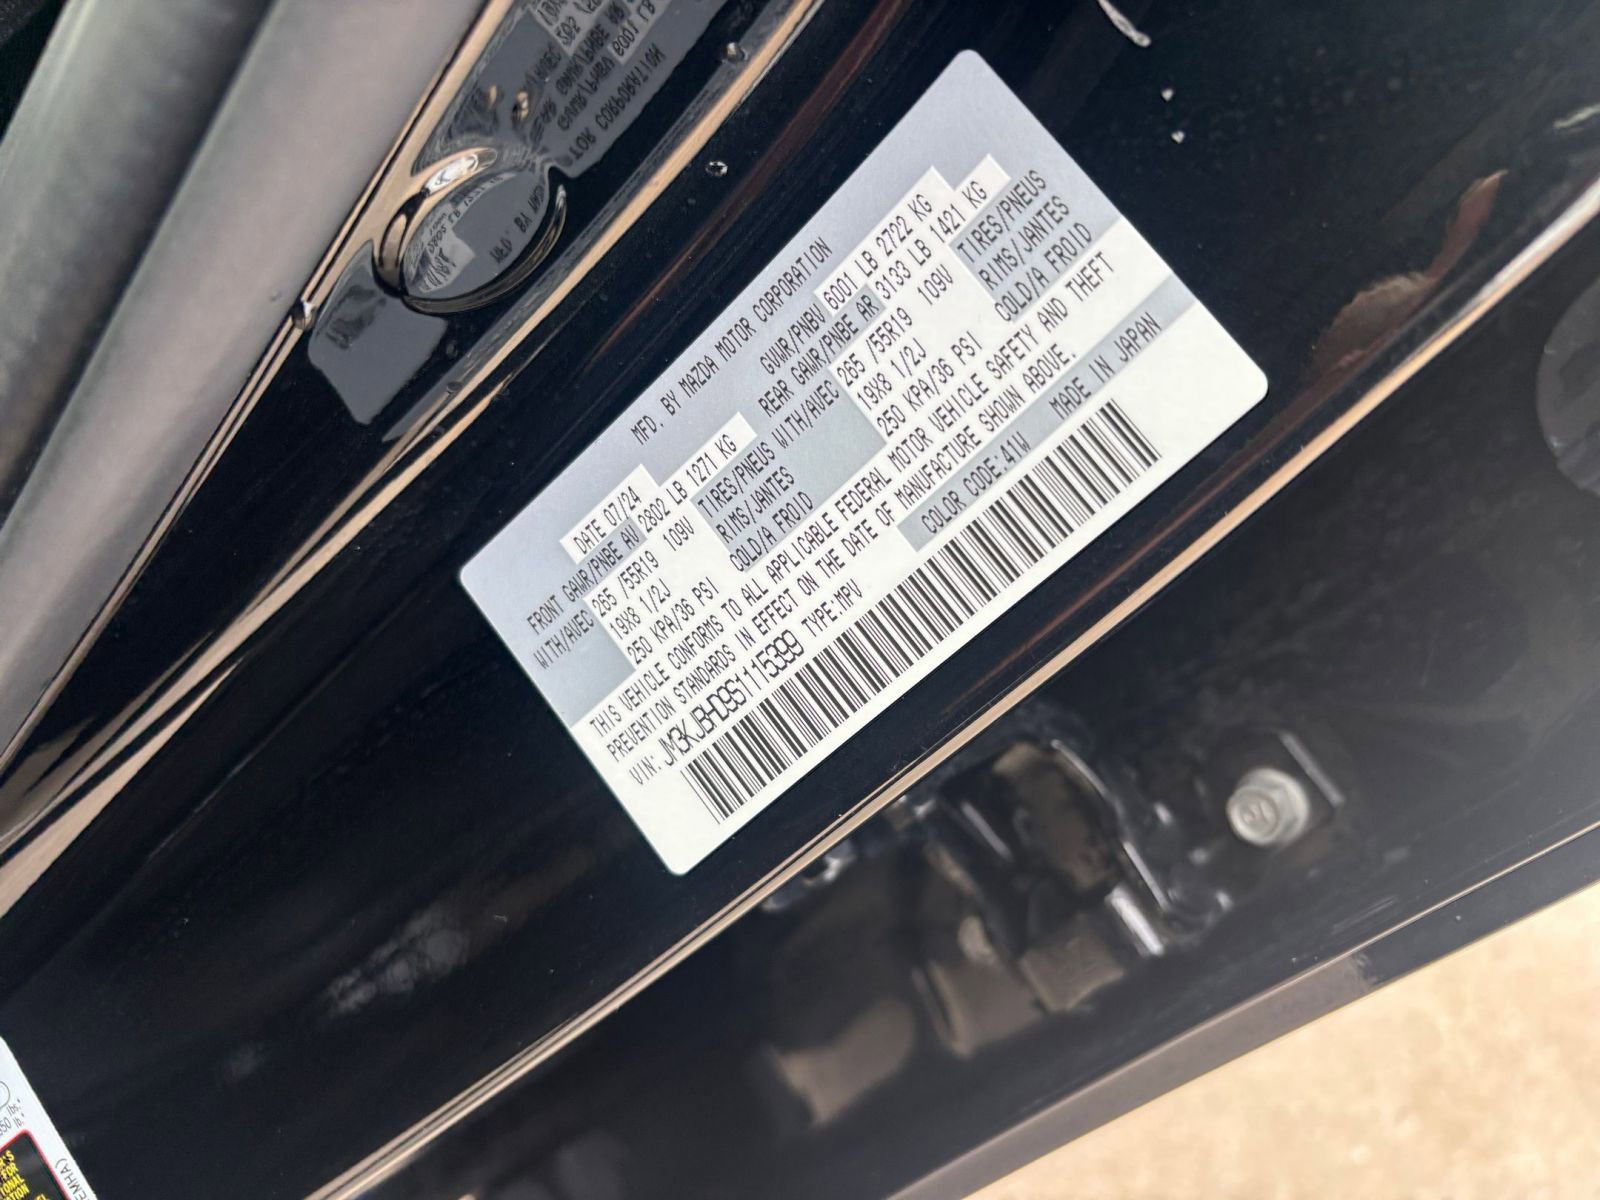 MFD. BY MAZDA MOTOR CORPORATION
DATE 07/24 GVWR/PNBV 6001 LB 2722 KG
FRONT GAWR/PNBE AV 2802 LB 1271 KG REAR GAWR/PNBE AR 3133 LB 1421 KG
WITH/AVEC 265 /55R19 109V TIRES/PNEUS WITH/AVEC 265 /55R19 109V TIRES/PNEUS
19X8 1/2J RIMS/JANTES 19X8 1/2J RIMS/JANTES
250 KPA/36 PSI COLD/A FROID 250 KPA/36 PSI COLD/A FROID
THIS VEHICLE CONFORMS TO ALL APPLICABLE FEDERAL MOTOR VEHICLE SAFETY AND THEFT
PREVENTION STANDARDS IN EFFECT ON THE DATE OF MANUFACTURE SHOWN ABOVE.
VIN: JM3KJBHD9S1115399 TYPE:MPV COLOR CODE:41W MADE IN JAPAN